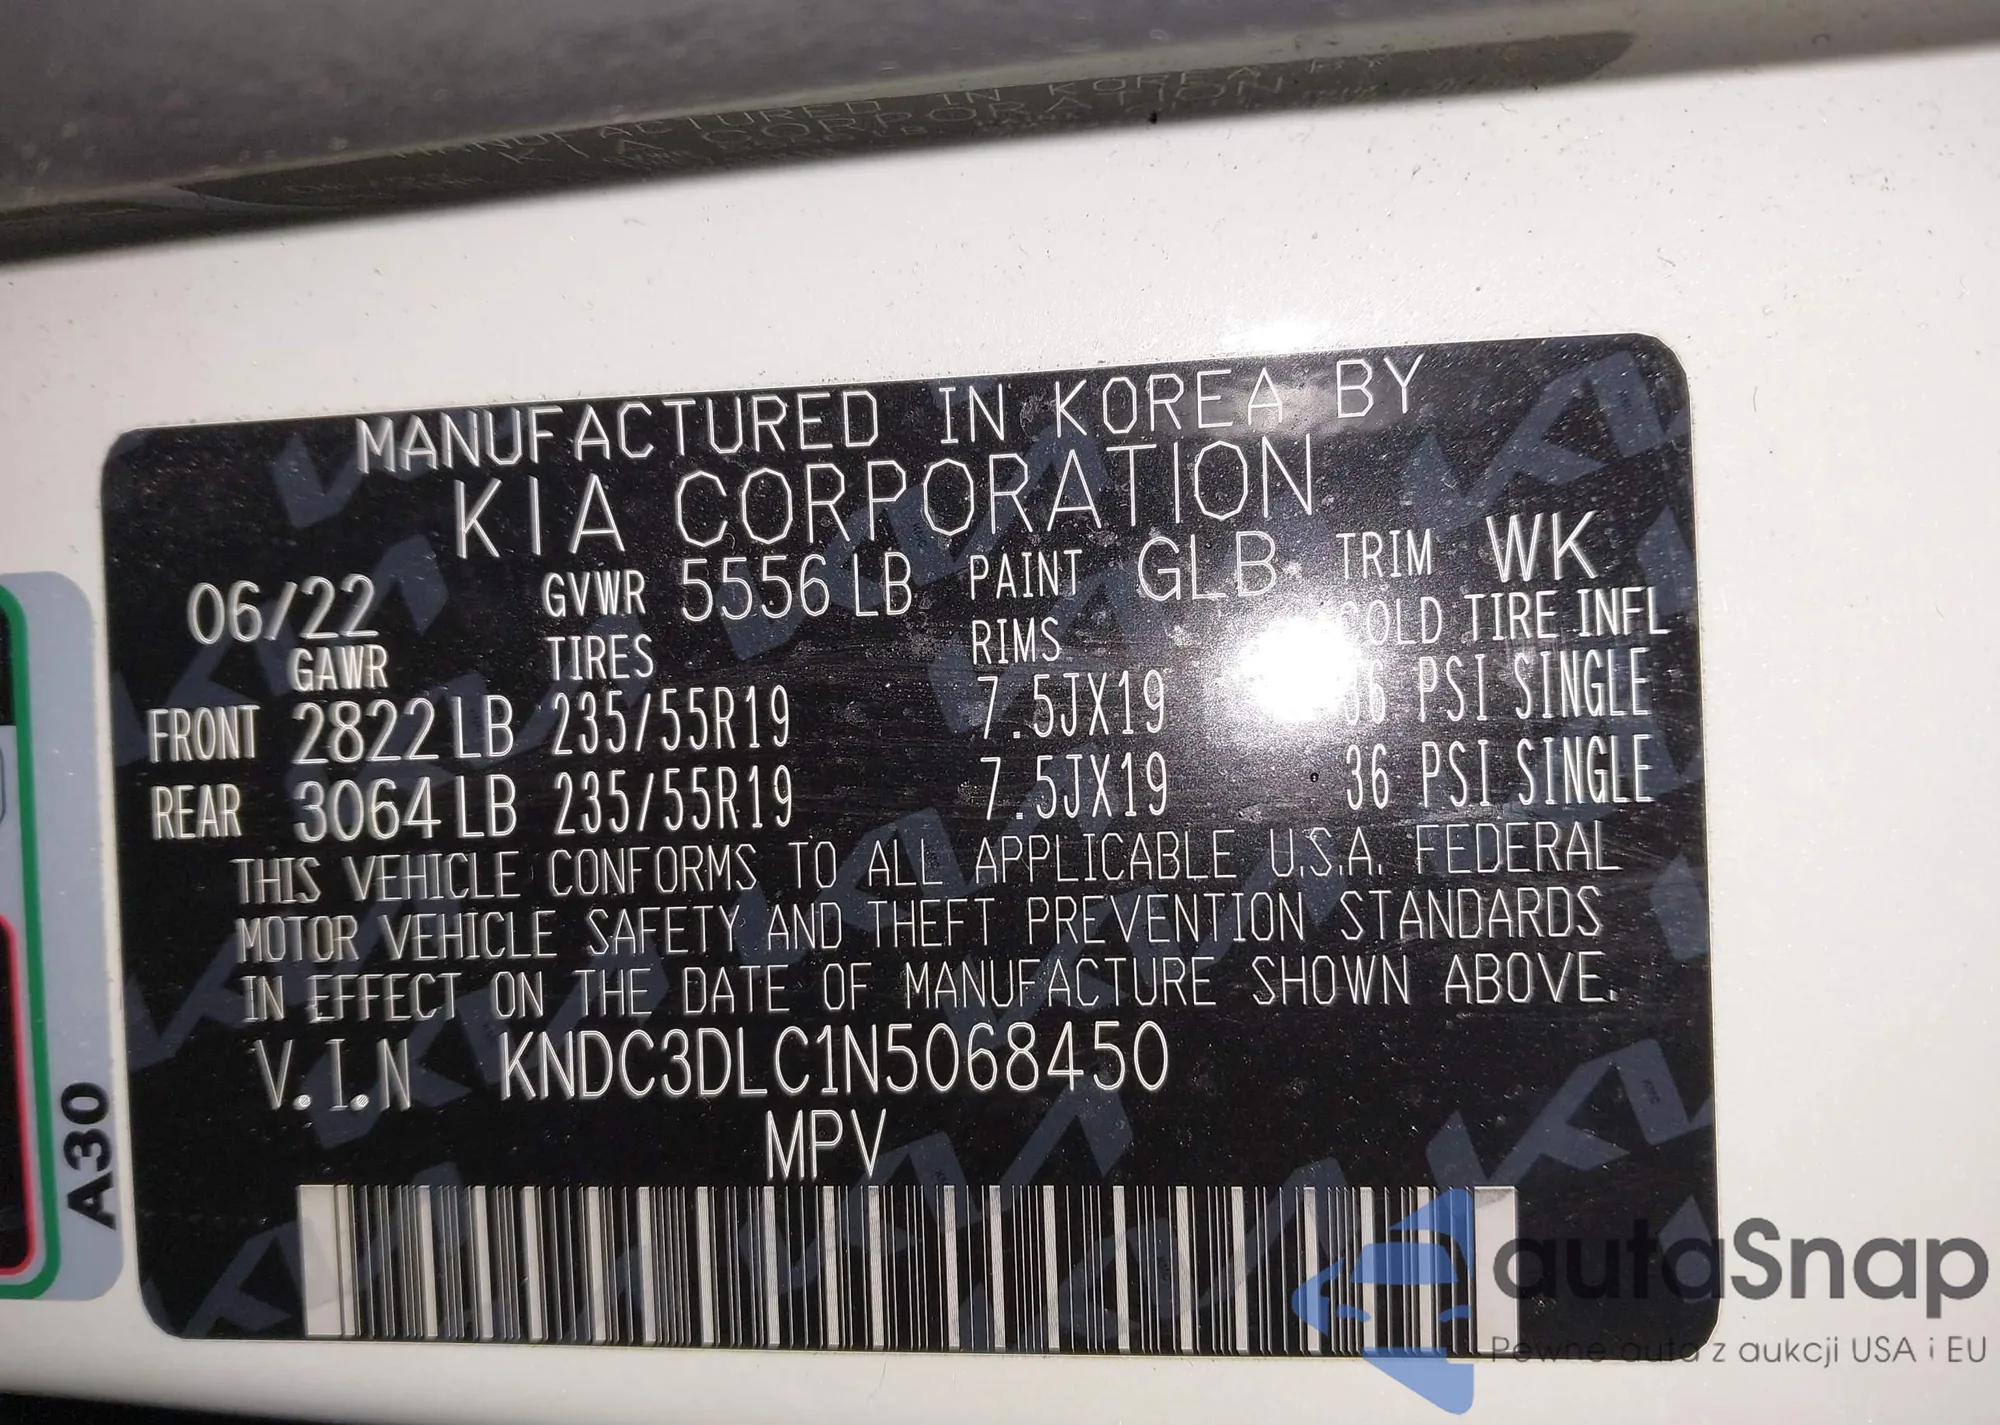 MANUFACTURED IN KOREA BY
KIA CORPORATION
06/22 GVWR 5556 LB PAINT GLB TRIM WK
GAWR TIRES RIMS COLD TIRE INFL
FRONT 2822 LB 235/55R19 7.5JX19 36 PSI SINGLE
REAR 3064 LB 235/55R19 7.5JX19 36 PSI SINGLE
THIS VEHICLE CONFORMS TO ALL APPLICABLE U.S.A. FEDERAL
MOTOR VEHICLE SAFETY AND THEFT PREVENTION STANDARDS
IN EFFECT ON THE DATE OF MANUFACTURE SHOWN ABOVE.
V.I.N KNDC3DLC1N5068450
MPV
A30
autaSnap
Pewne auta z aukcji USA i EU